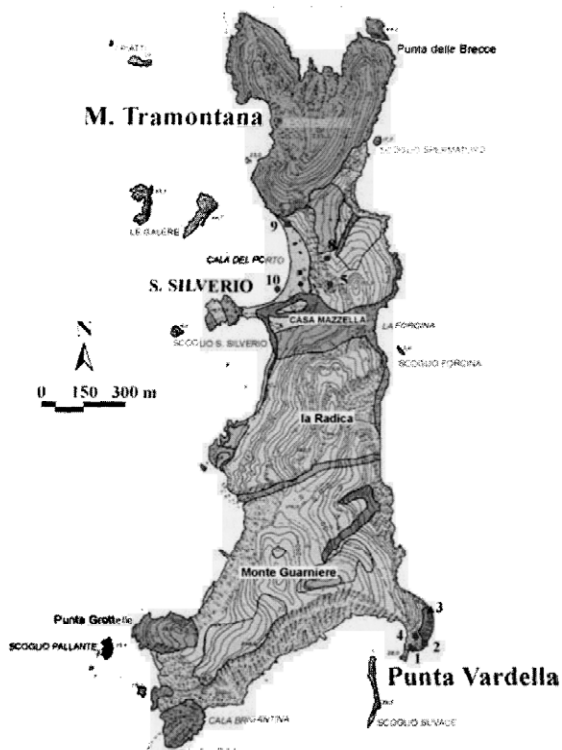 Punta delle Brecce
M. Tramontana
SCOGLIO SPERMATURO
LE GALERE
9
8
CALA DEL PORTO
10
5
S. SILVERIO
CASA MAZZELLA
LA FORCINA
N
SCOGLIO S. SILVERIO
SCOGLIO FORCINA
0 150 300 m
la Radica
Monte Guarniere
3
Punta Grottelle
4
SCOGLIO PALLANTE
1
2
Punta Vardella
CALA BRIGANTINA